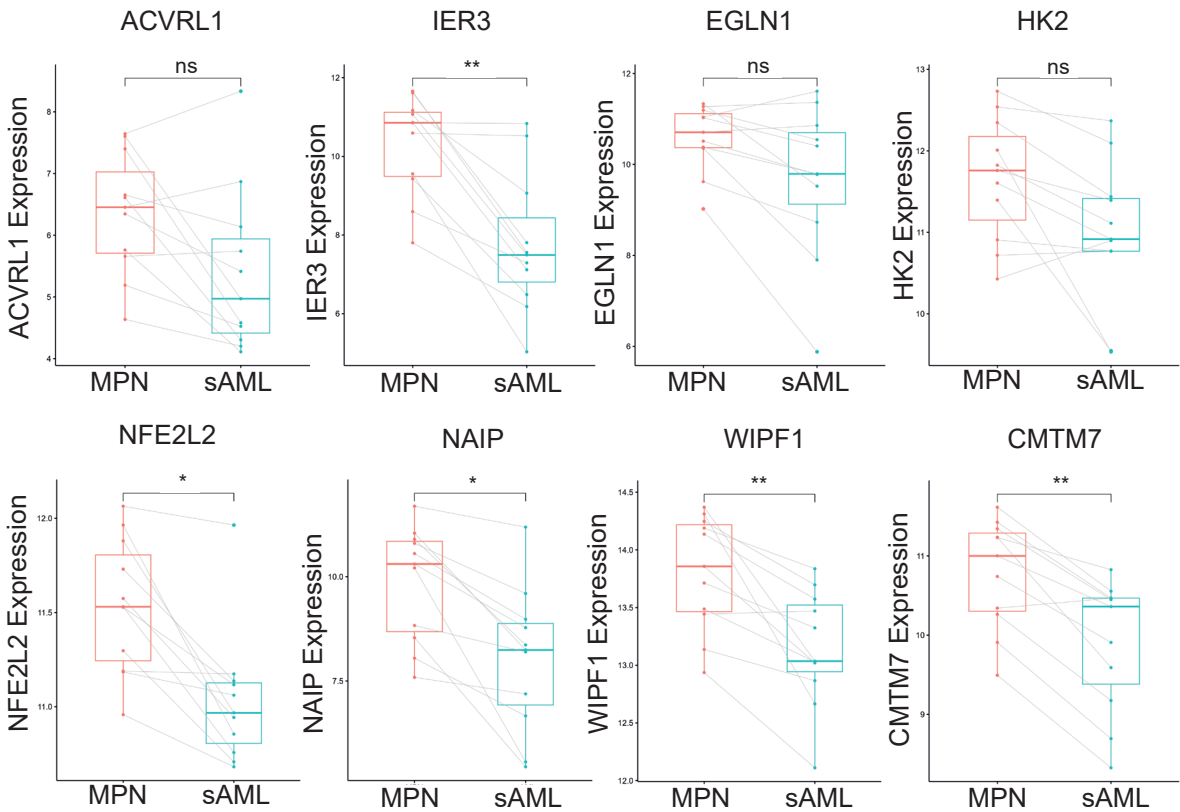 ACVRL1 IER3 EGLN1 HK2
ns ** ns ns
ACVRL1 Expression
8
7
6
5
4
IER3 Expression
12
10
8
6
EGLN1 Expression
12
10
8
6
HK2 Expression
13
12
11
10
MPN sAML MPN sAML MPN sAML MPN sAML
NFE2L2 NAIP WIPF1 CMTM7
* * ** **
NFE2L2 Expression
12.0
11.5
11.0
NAIP Expression
10.0
7.5
WIPF1 Expression
14.5
14.0
13.5
13.0
12.5
12.0
CMTM7 Expression
11
10
9
MPN sAML MPN sAML MPN sAML MPN sAML